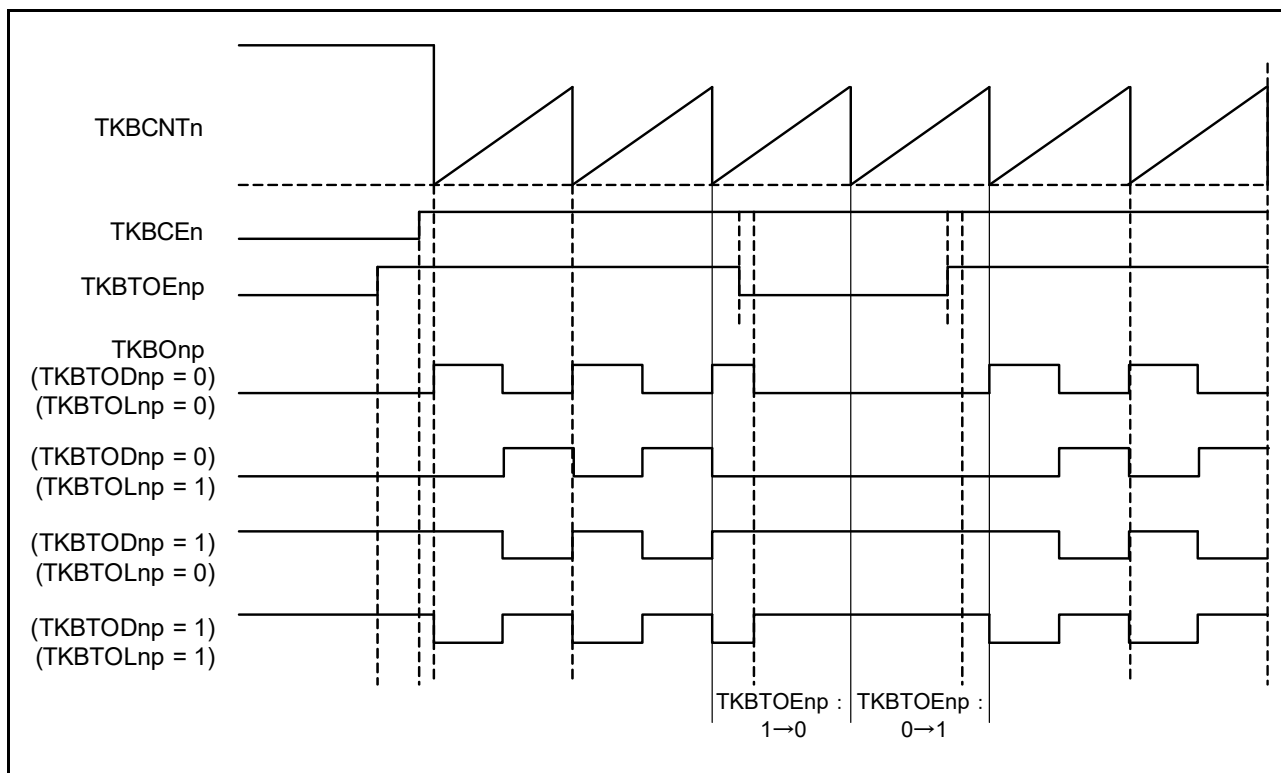 TKBCNTn
TKBCEn
TKBTOEnp
TKBOnp
(TKBTODnp = 0)
(TKBTOLnp = 0)
(TKBTODnp = 0)
(TKBTOLnp = 1)
(TKBTODnp = 1)
(TKBTOLnp = 0)
(TKBTODnp = 1)
(TKBTOLnp = 1)
TKBTOEnp :
1→0
TKBTOEnp :
0→1